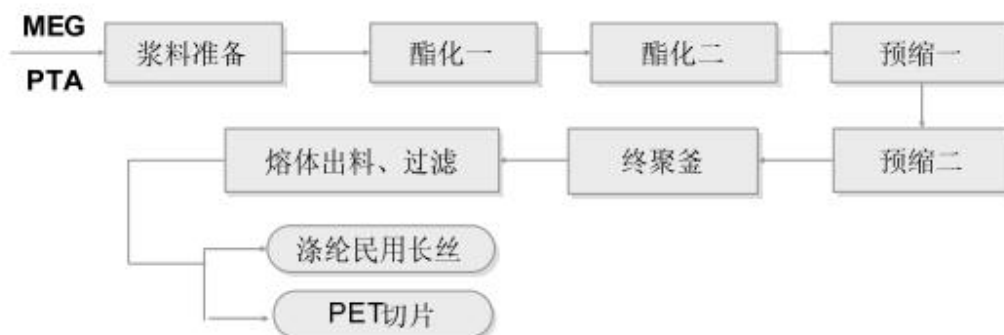 MEG
PTA
浆料准备
酯化一
酯化二
预缩一
预缩二
终聚釜
熔体出料、过滤
涤纶民用长丝
PET切片